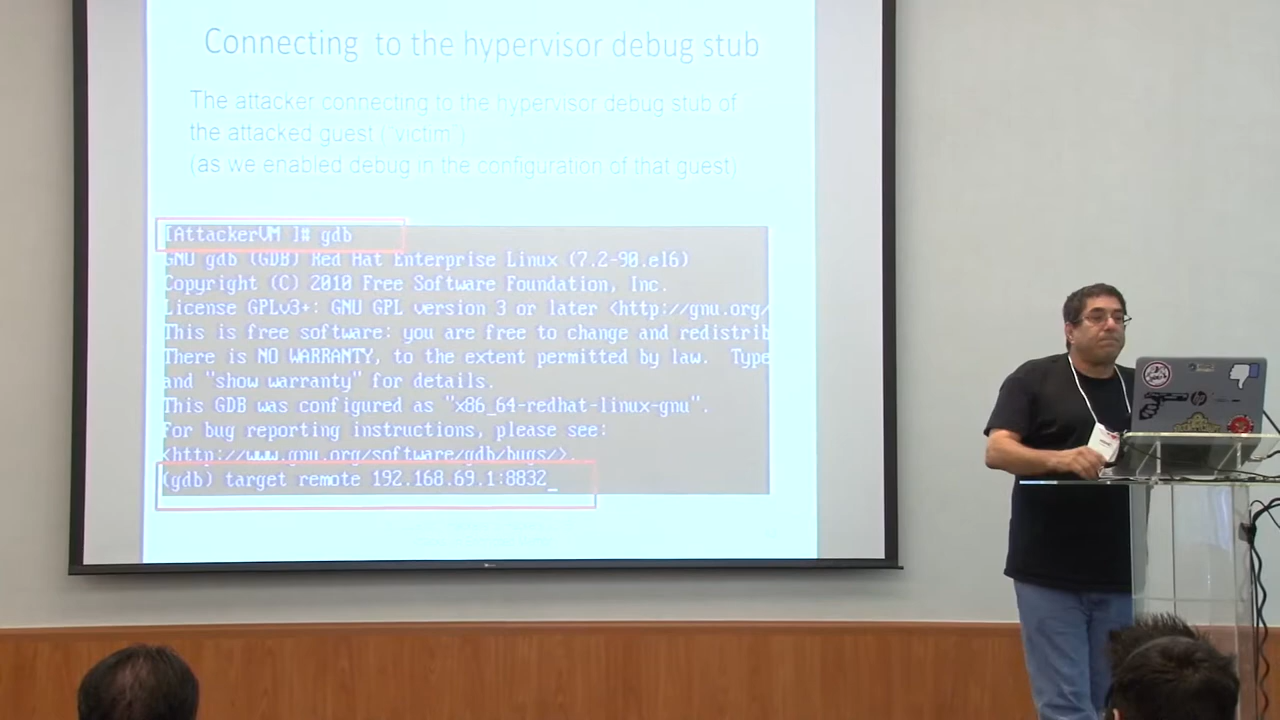 Connecting to the hypervisor debug stub
The attacker connecting to the hypervisor debug stub of
the attacked guest (¨victim¨)
(as we enabled debug in the configuration of that guest)
[AttackerVM ]# gdb
GNU gdb (GDB) Red Hat Enterprise Linux (7.2-90.el6)
Copyright (C) 2010 Free Software Foundation, Inc.
License GPLv3+: GNU GPL version 3 or later <http://gnu.org/
This is free software: you are free to change and redistrib
There is NO WARRANTY, to the extent permitted by law.  Type
and "show warranty" for details.
This GDB was configured as "x86_64-redhat-linux-gnu".
For bug reporting instructions, please see:
<http://www.gnu.org/software/gdb/bugs/>.
(gdb) target remote 192.168.69.1:8832_
hp